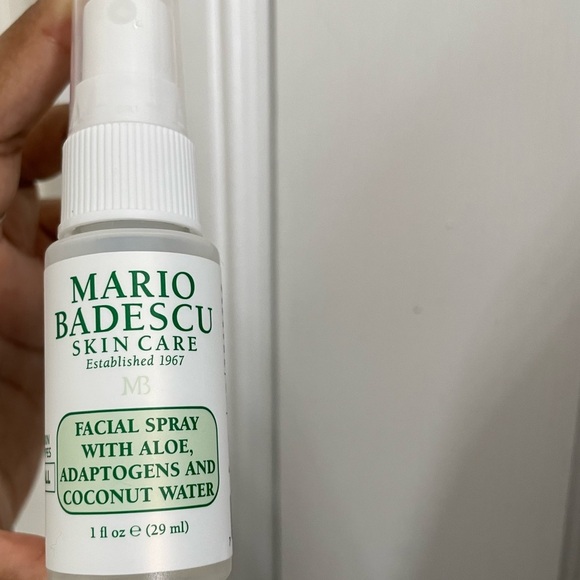 MARIO
BADESCU
SKIN CARE
Established 1967
MB
FACIAL SPRAY
WITH ALOE,
ADAPTOGENS AND
COCONUT WATER
1 fl oz ℮ (29 ml)